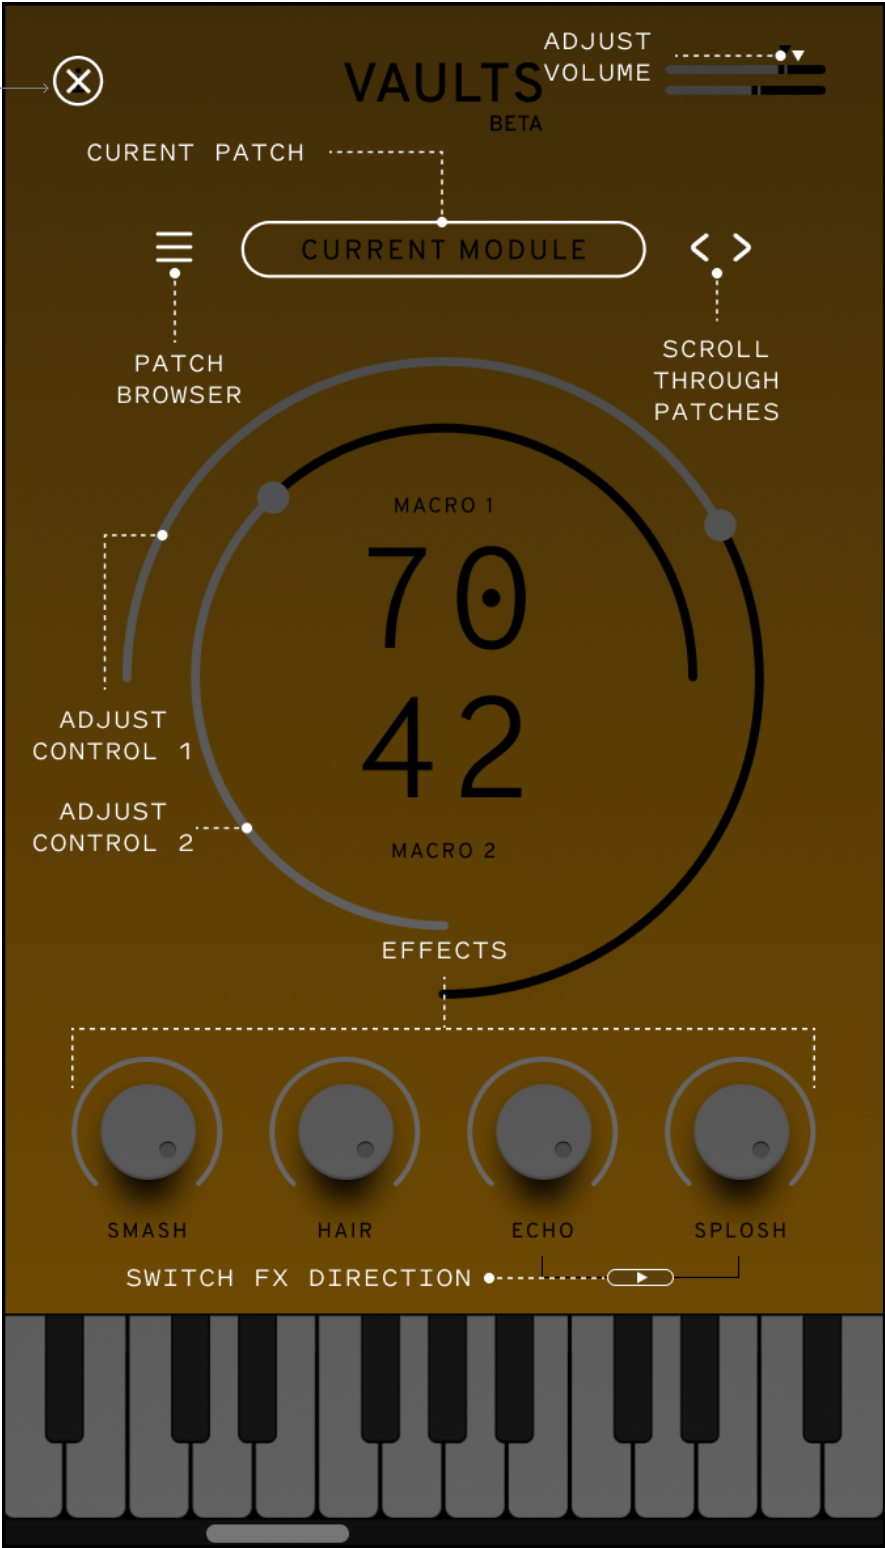 ADJUST
VOLUME
VAULTS
BETA
CURENT PATCH
CURRENT MODULE
PATCH
BROWSER
SCROLL
THROUGH
PATCHES
MACRO 1
70
42
MACRO 2
ADJUST
CONTROL 1
ADJUST
CONTROL 2
EFFECTS
SMASH HAIR ECHO SPLOSH
SWITCH FX DIRECTION